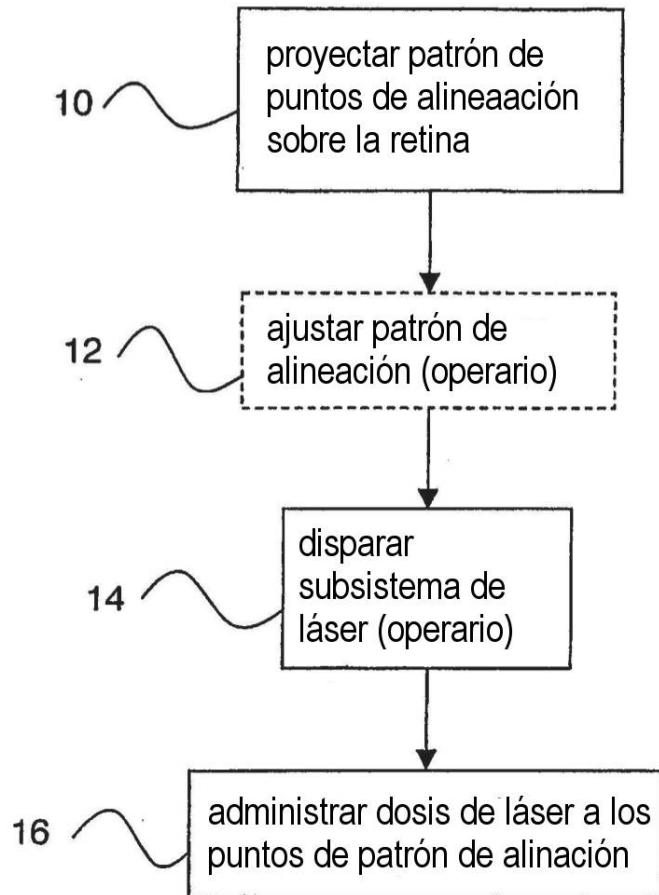 proyectar patrón de
puntos de alineaación
sobre la retina
10
ajustar patrón de
alineación (operario)
12
disparar
subsistema de
láser (operario)
14
administrar dosis de láser a los
puntos de patrón de alinación
16